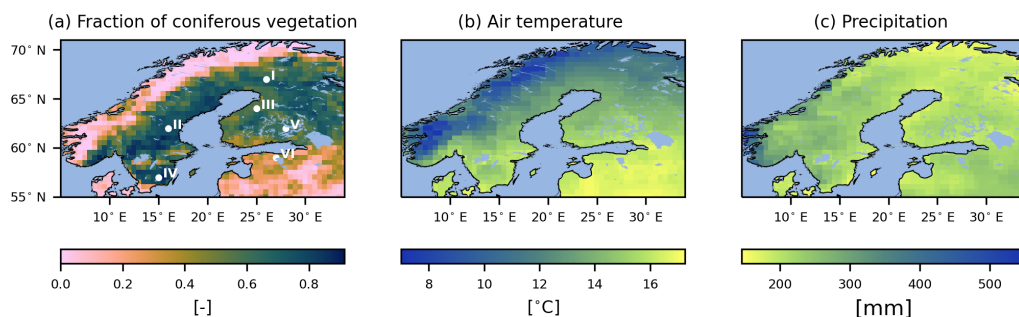 (a) Fraction of coniferous vegetation
(b) Air temperature
(c) Precipitation
70° N
65° N
60° N
55° N
I
III
II
V
VI
IV
10° E 15° E 20° E 25° E 30° E
10° E 15° E 20° E 25° E 30° E
10° E 15° E 20° E 25° E 30° E
0.0 0.2 0.4 0.6 0.8
8 10 12 14 16
200 300 400 500
[-]
[°C]
[mm]